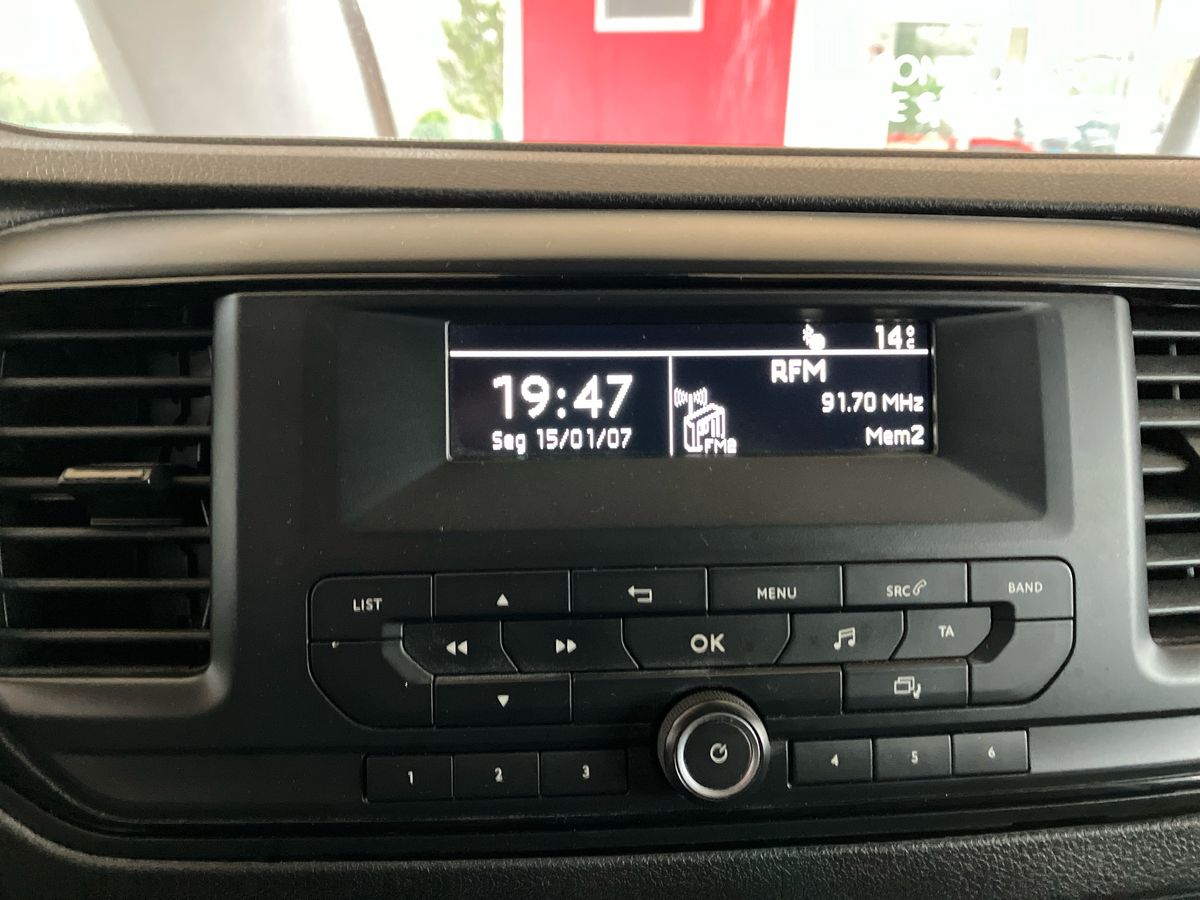 14°C
19:47
Seg 15/01/07
RFM
91.70 MHz
Mem2
FM2
LIST
MENU
SRC
BAND
OK
TA
1
2
3
4
5
6